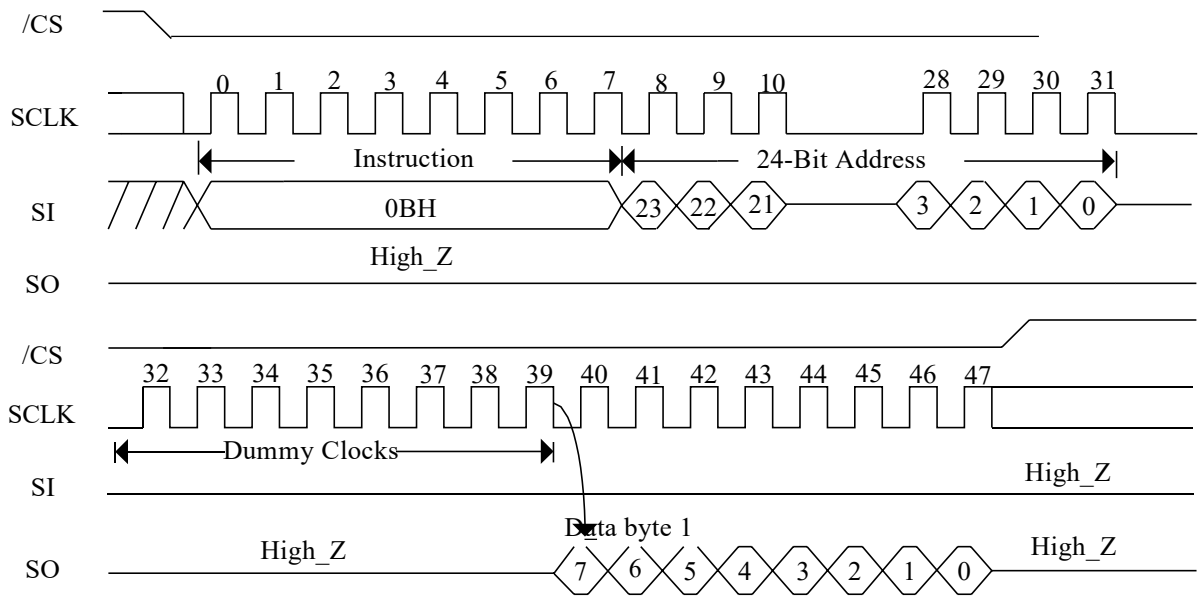 /CS
0 1 2 3 4 5 6 7 8 9 10 28 29 30 31
SCLK
Instruction 24-Bit Address
SI 0BH 23 22 21 3 2 1 0
High_Z
SO
/CS
32 33 34 35 36 37 38 39 40 41 42 43 44 45 46 47
SCLK
Dummy Clocks
SI High_Z
Data byte 1
High_Z High_Z
SO 7 6 5 4 3 2 1 0